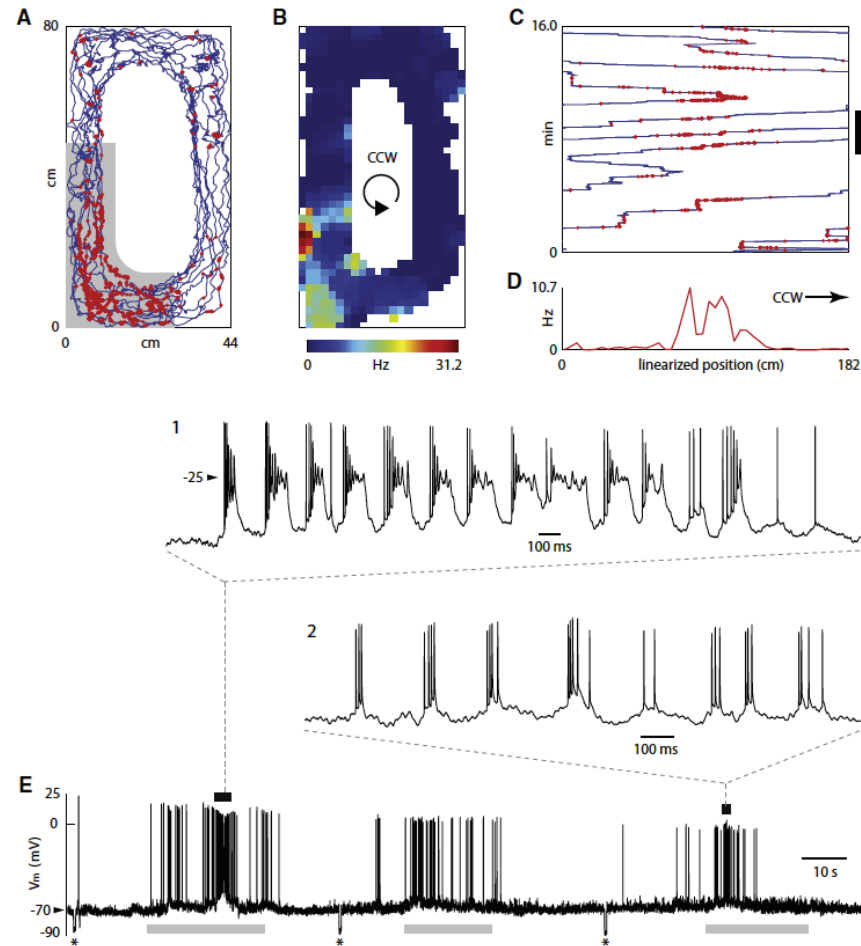 A
80
cm
0
0
cm
44
B
CCW
0
Hz
31.2
C
16.0
min
0
D
10.7
Hz
0
CCW
0
linearized position (cm)
182
1
-25
100 ms
2
100 ms
E
25
0
Vm (mV)
-70
-90
10 s
*
*
*